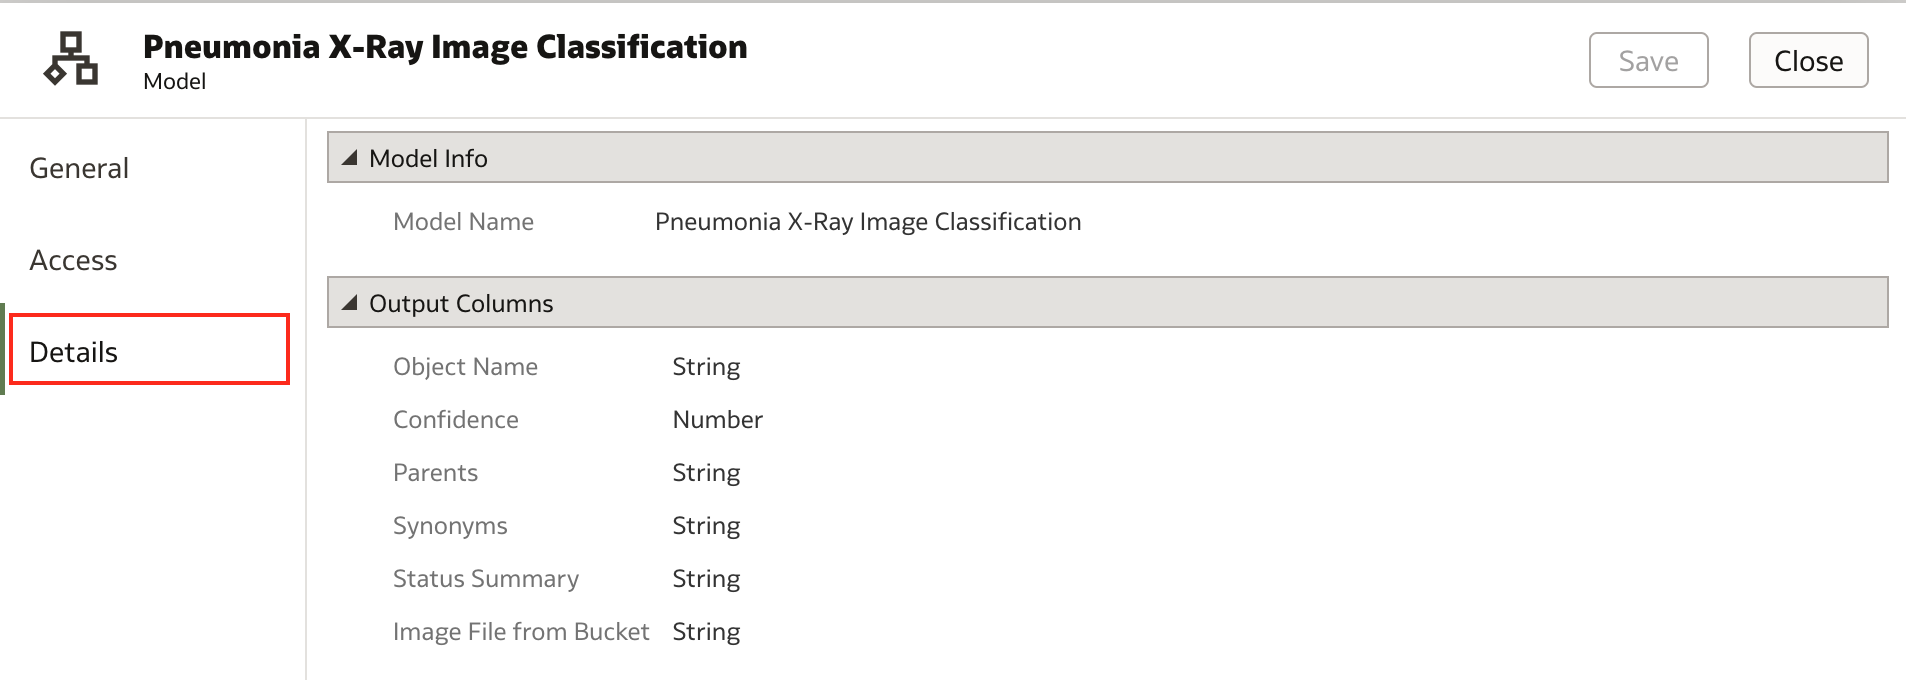 Pneumonia X-Ray Image Classification
Model
Save
Close
General
Access
Details
Model Info
Model Name Pneumonia X-Ray Image Classification
Output Columns
Object Name String
Confidence Number
Parents String
Synonyms String
Status Summary String
Image File from Bucket String